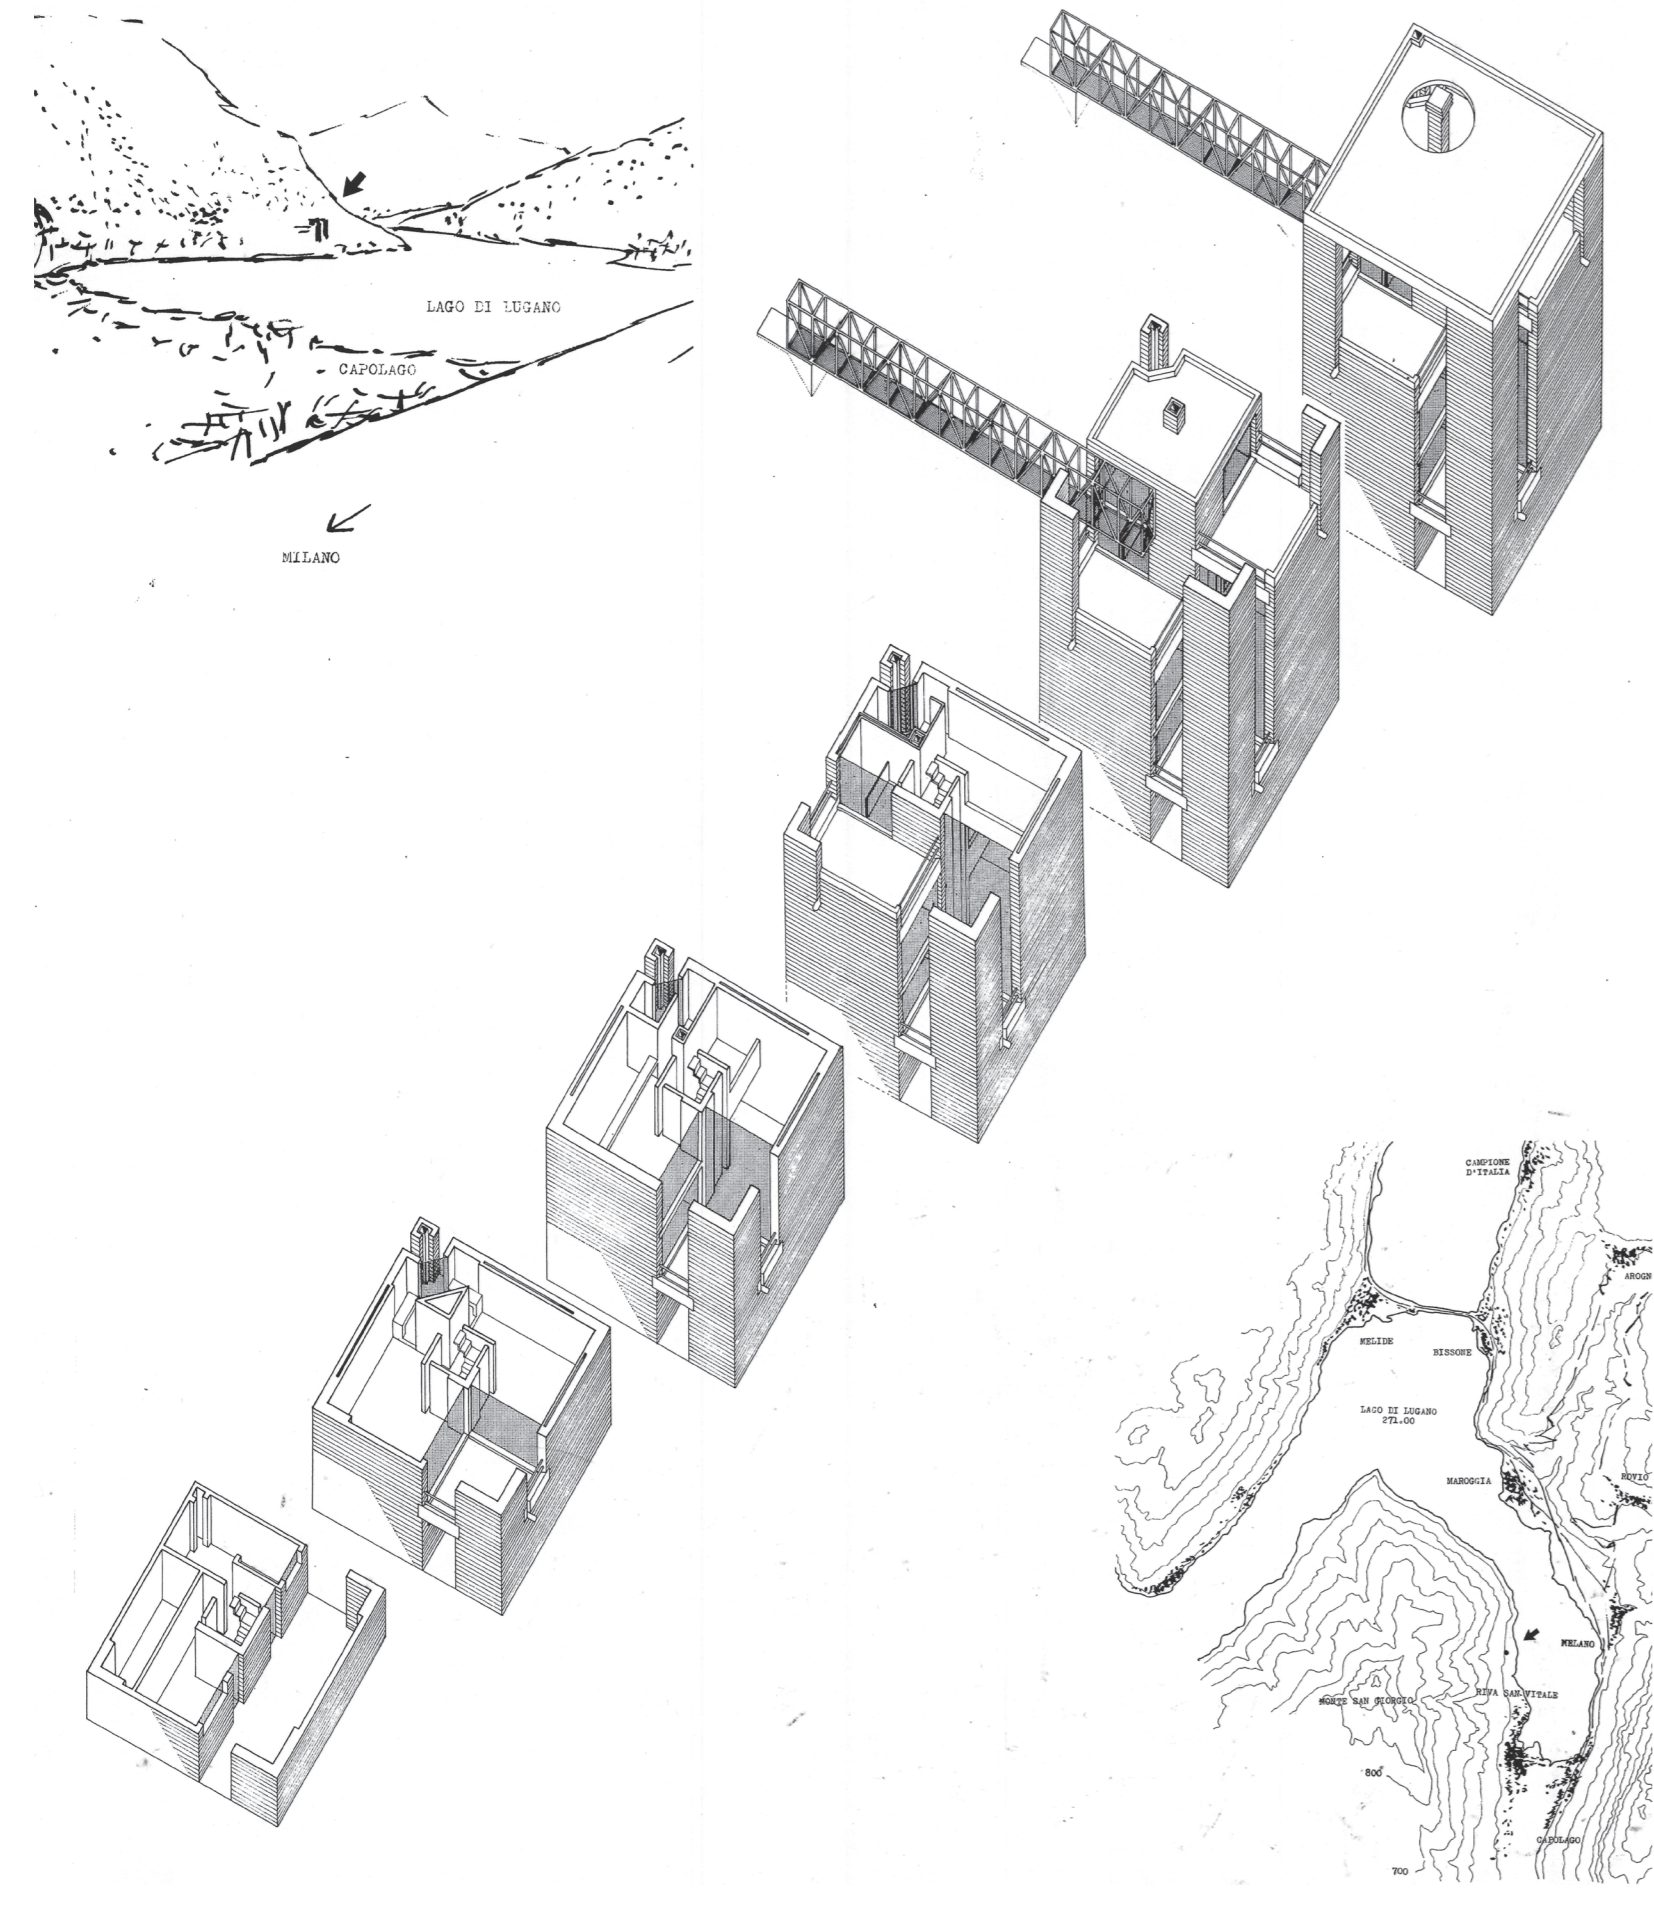 LAGO DI LUGANO
CAPOLAGO
MILANO
CAMPIONE
D'ITALIA
AROGN
MELIDE
BISSONE
LAGO DI LUGANO
271.00
MAROGGIA
ROVIO
MELANO
RIVA SAN VITALE
MONTE SAN GIORGIO
800
CAPOLAGO
700